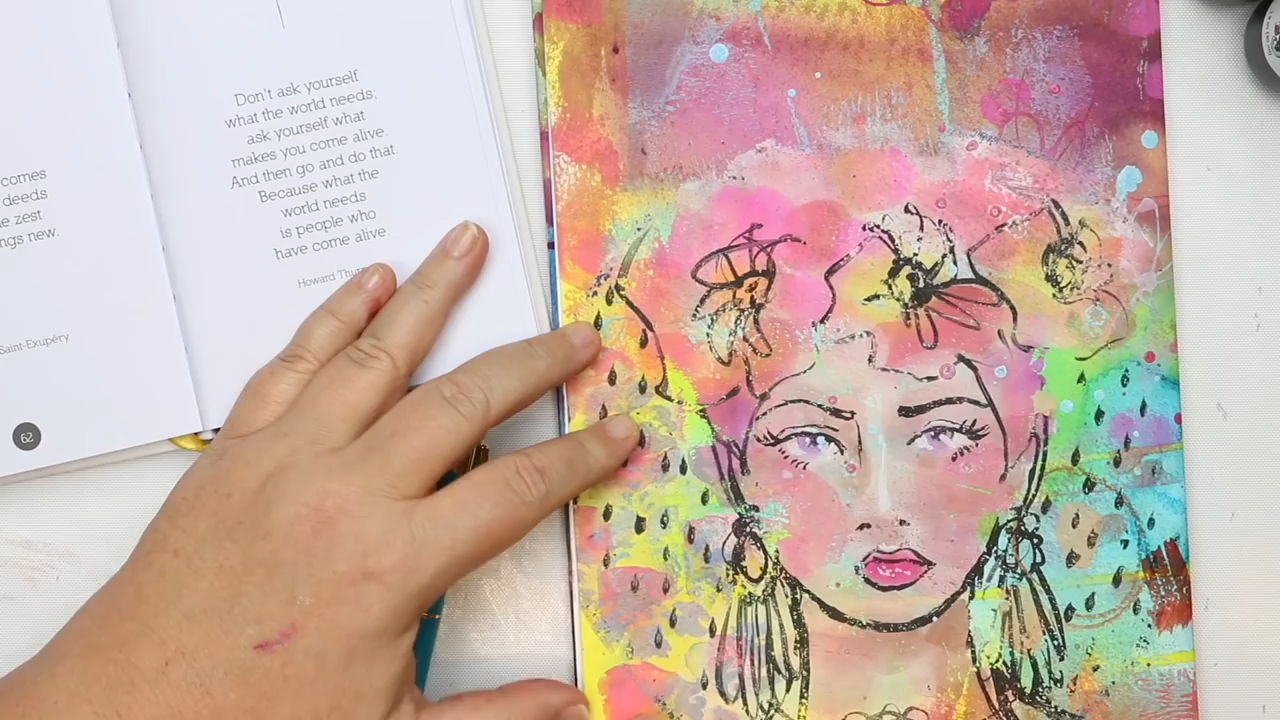 comes
deeds
zest
new.
Saint-Exupéry
62
Don't ask yourself
what the world needs;
ask yourself what
makes you come alive.
And then go and do that.
Because what the
world needs
is people who
have come alive.
Howard